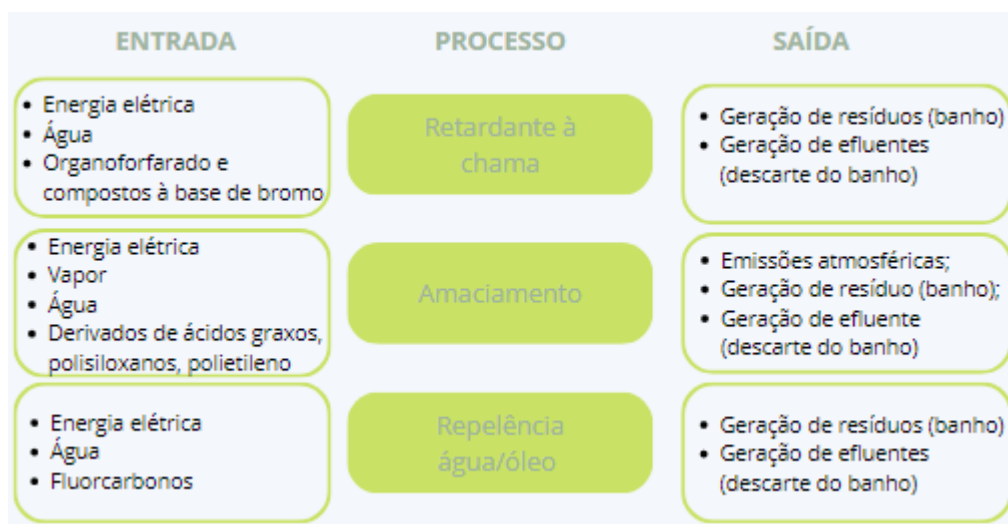 ENTRADA
PROCESSO
SAÍDA
• Energia elétrica
• Água
• Organoforfarado e
compostos à base de bromo
Retardante à
chama
• Geração de resíduos (banho)
• Geração de efluentes
(descarte do banho)
• Energia elétrica
• Vapor
• Água
• Derivados de ácidos graxos,
polisiloxanos, polietileno
Amaciamento
• Emissões atmosféricas;
• Geração de resíduo (banho);
• Geração de efluente
(descarte do banho)
• Energia elétrica
• Água
• Fluorcarbonos
Repelência
água/óleo
• Geração de resíduos (banho)
• Geração de efluentes
(descarte do banho)